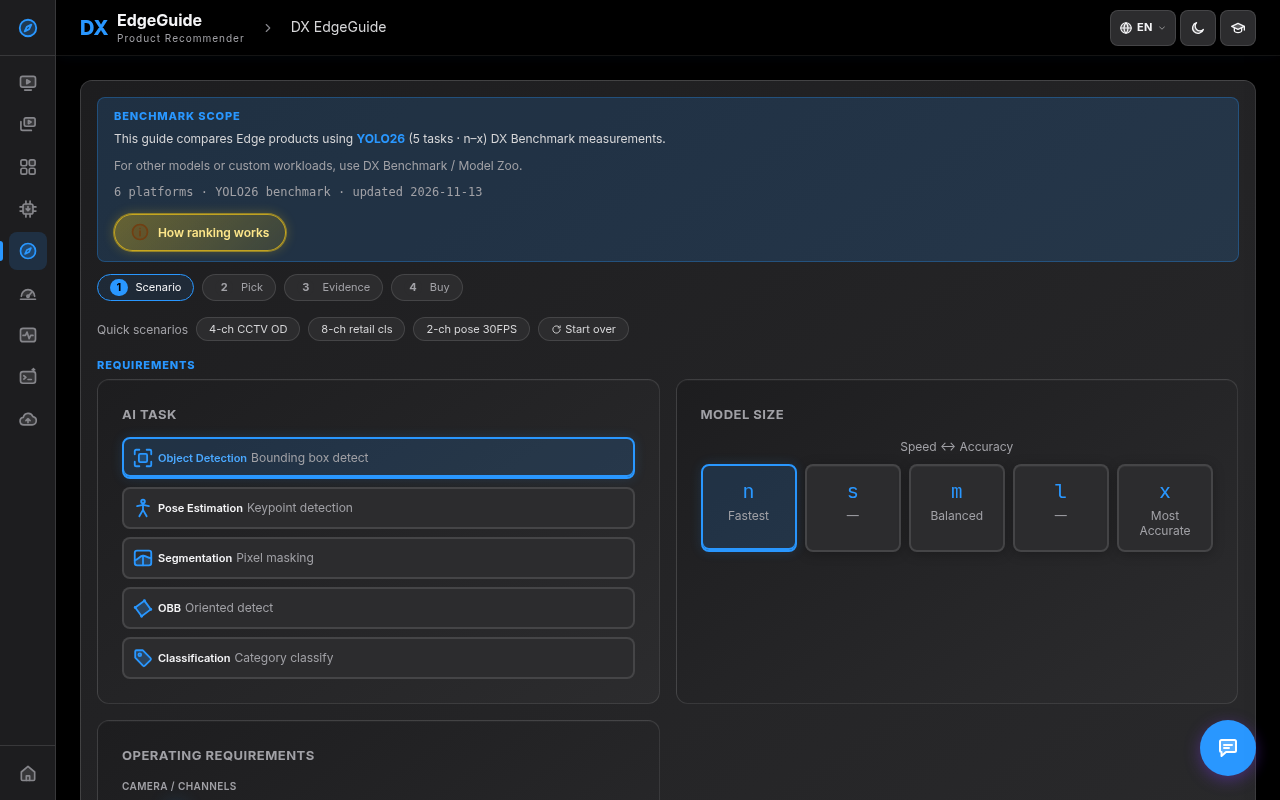 DX EdgeGuide
Product Recommender
DX EdgeGuide
EN
BENCHMARK SCOPE
This guide compares Edge products using YOLO26 (5 tasks · n–x) DX Benchmark measurements.
For other models or custom workloads, use DX Benchmark / Model Zoo.
6 platforms · YOLO26 benchmark · updated 2026-11-13
How ranking works
1 Scenario 2 Pick 3 Evidence 4 Buy
Quick scenarios 4-ch CCTV OD 8-ch retail cls 2-ch pose 30FPS Start over
REQUIREMENTS
AI TASK
Object Detection Bounding box detect
Pose Estimation Keypoint detection
Segmentation Pixel masking
OBB Oriented detect
Classification Category classify
MODEL SIZE
Speed ↔ Accuracy
n s m l x
Fastest — Balanced — Most
Accurate
OPERATING REQUIREMENTS
CAMERA / CHANNELS